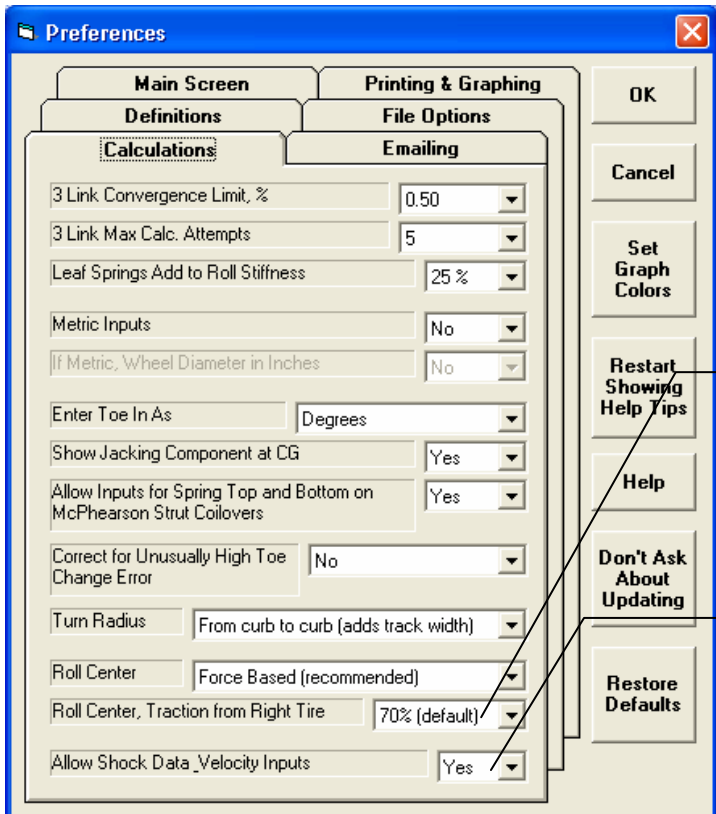 Preferences
Main Screen
Printing & Graphing
Definitions
File Options
Calculations
Emailing
3 Link Convergence Limit, %
0.50
3 Link Max Calc. Attempts
5
Leaf Springs Add to Roll Stiffness
25 %
Metric Inputs
No
If Metric, Wheel Diameter in Inches
No
Enter Toe In As
Degrees
Show Jacking Component at CG
Yes
Allow Inputs for Spring Top and Bottom on
McPhearson Strut Coilovers
Yes
Correct for Unusually High Toe
Change Error
No
Turn Radius
From curb to curb (adds track width)
Roll Center
Force Based (recommended)
Roll Center, Traction from Right Tire
70% (default)
Allow Shock Data_Velocity Inputs
Yes
OK
Cancel
Set
Graph
Colors
Restart
Showing
Help Tips
Help
Don't Ask
About
Updating
Restore
Defaults